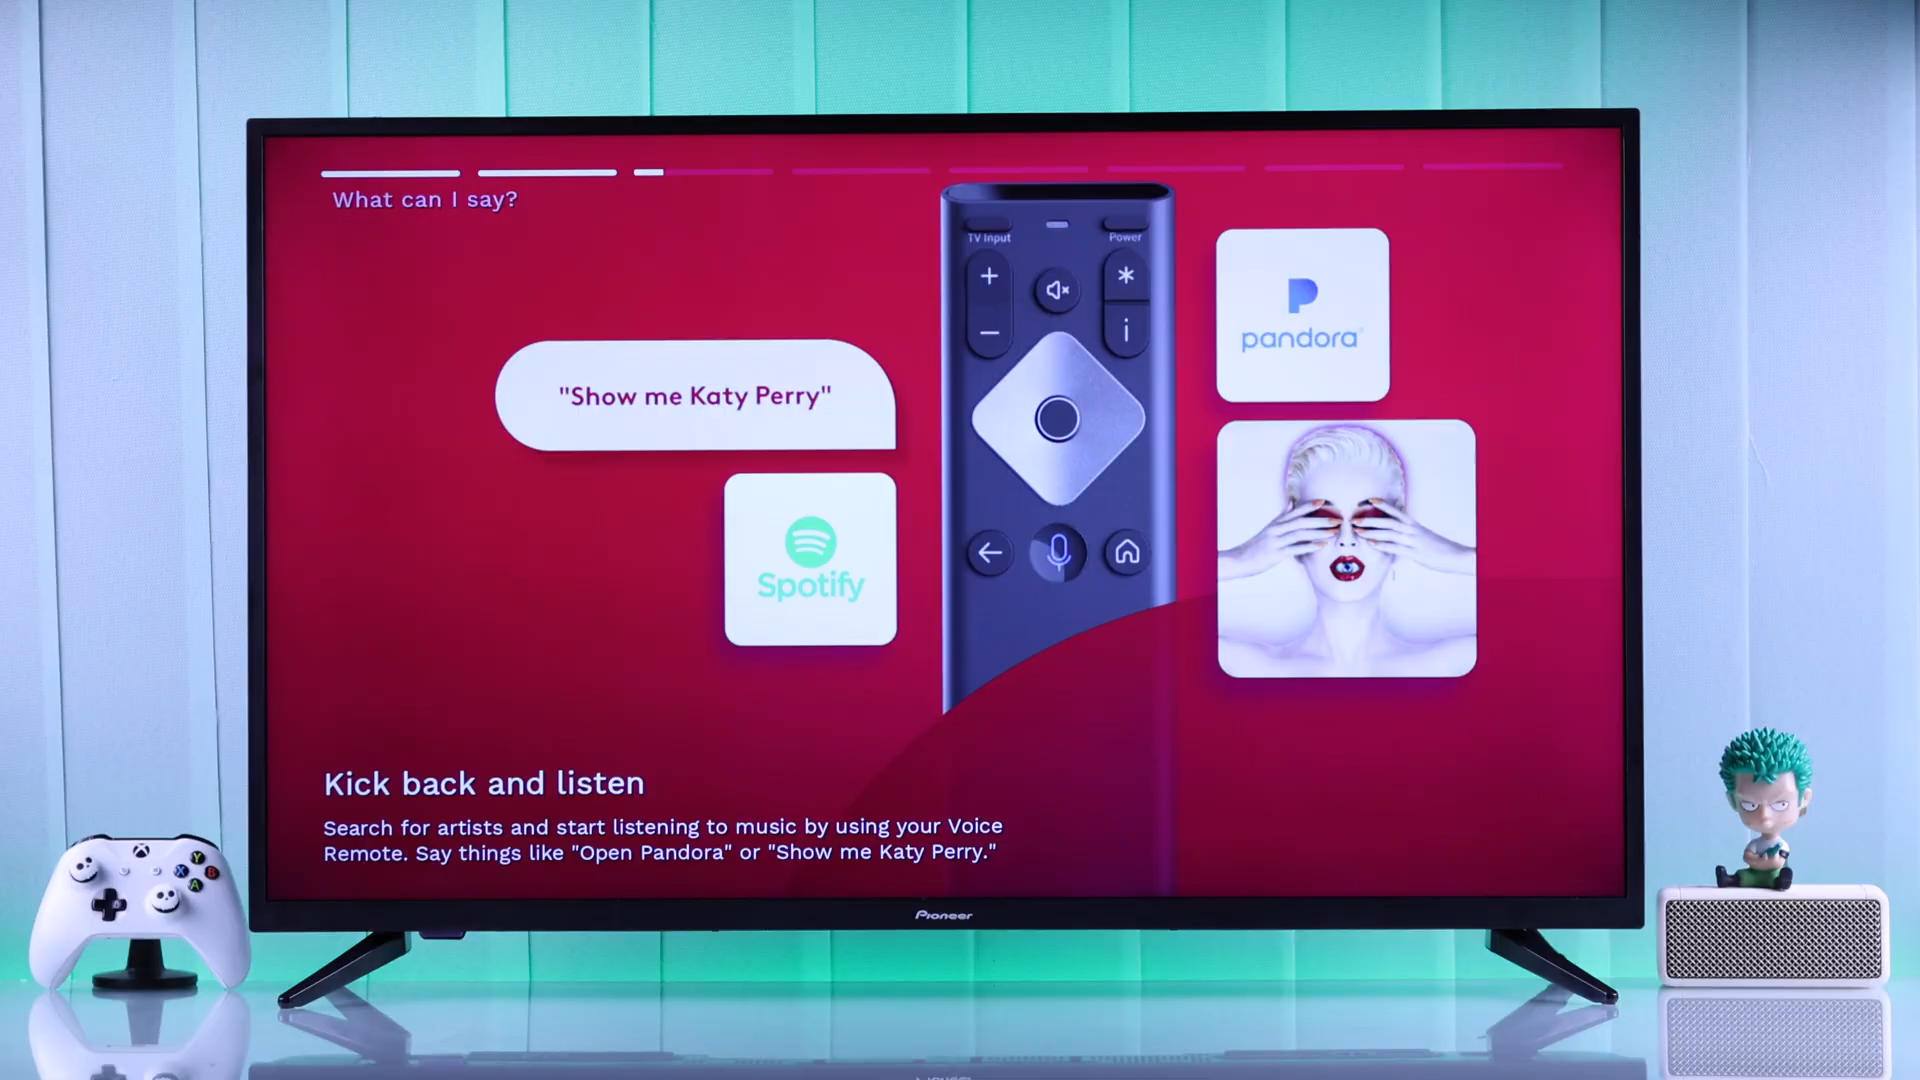 What can I say?
TV Input
Power
"Show me Katy Perry"
pandora
Spotify
Kick back and listen
Search for artists and start listening to music by using your Voice
Remote. Say things like "Open Pandora" or "Show me Katy Perry."
Pioneer
Y
X
B
A